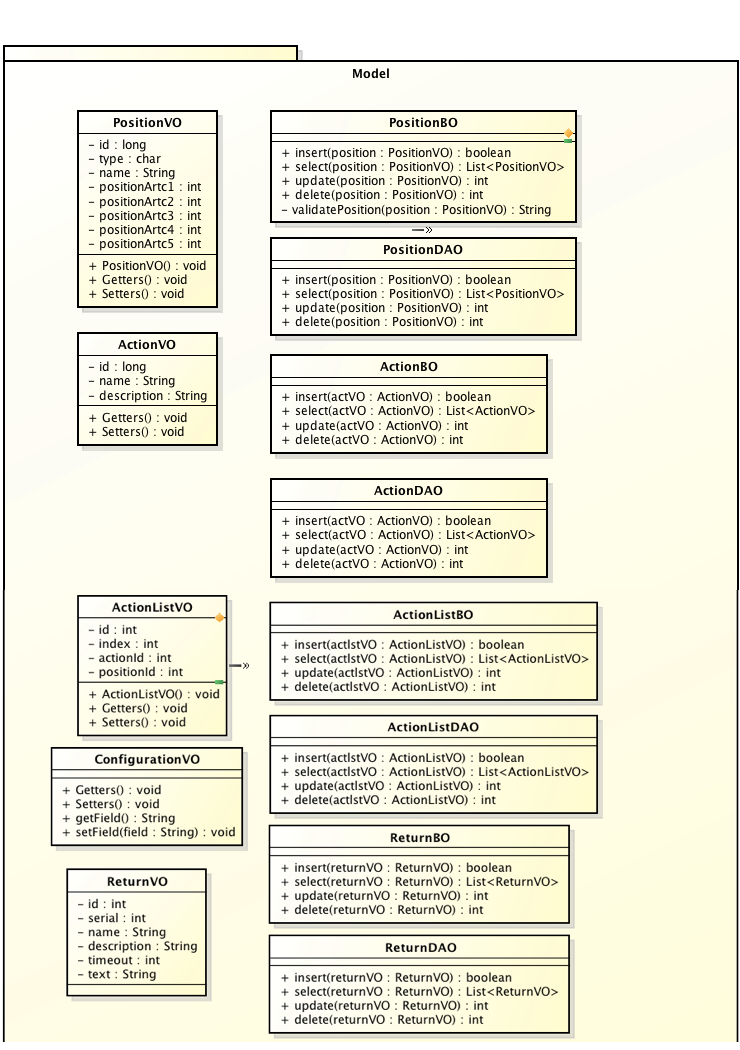 Model
PositionVO
- id : long
- type : char
- name : String
- positionArtc1 : int
- positionArtc2 : int
- positionArtc3 : int
- positionArtc4 : int
- positionArtc5 : int
+ PositionVO() : void
+ Getters() : void
+ Setters() : void
PositionBO
+ insert(position : PositionVO) : boolean
+ select(position : PositionVO) : List<PositionVO>
+ update(position : PositionVO) : int
+ delete(position : PositionVO) : int
- validatePosition(position : PositionVO) : String
PositionDAO
+ insert(position : PositionVO) : boolean
+ select(position : PositionVO) : List<PositionVO>
+ update(position : PositionVO) : int
+ delete(position : PositionVO) : int
ActionVO
- id : long
- name : String
- description : String
+ Getters() : void
+ Setters() : void
ActionBO
+ insert(actVO : ActionVO) : boolean
+ select(actVO : ActionVO) : List<ActionVO>
+ update(actVO : ActionVO) : int
+ delete(actVO : ActionVO) : int
ActionDAO
+ insert(actVO : ActionVO) : boolean
+ select(actVO : ActionVO) : List<ActionVO>
+ update(actVO : ActionVO) : int
+ delete(actVO : ActionVO) : int
ActionListVO
- id : int
- index : int
- actionId : int
- positionId : int
+ ActionListVO() : void
+ Getters() : void
+ Setters() : void
ActionListBO
+ insert(actlstVO : ActionListVO) : boolean
+ select(actlstVO : ActionListVO) : List<ActionListVO>
+ update(actlstVO : ActionListVO) : int
+ delete(actlstVO : ActionListVO) : int
ActionListDAO
+ insert(actlstVO : ActionListVO) : boolean
+ select(actlstVO : ActionListVO) : List<ActionListVO>
+ update(actlstVO : ActionListVO) : int
+ delete(actlstVO : ActionListVO) : int
ConfigurationVO
+ Getters() : void
+ Setters() : void
+ getField() : String
+ setField(field : String) : void
ReturnBO
+ insert(returnVO : ReturnVO) : boolean
+ select(returnVO : ReturnVO) : List<ReturnVO>
+ update(returnVO : ReturnVO) : int
+ delete(returnVO : ReturnVO) : int
ReturnVO
- id : int
- serial : int
- name : String
- description : String
- timeout : int
- text : String
ReturnDAO
+ insert(returnVO : ReturnVO) : boolean
+ select(returnVO : ReturnVO) : List<ReturnVO>
+ update(returnVO : ReturnVO) : int
+ delete(returnVO : ReturnVO) : int